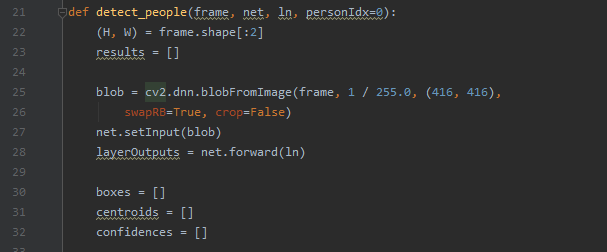 21 def detect_people(frame, net, ln, personIdx=0):
22     (H, W) = frame.shape[:2]
23     results = []
24
25     blob = cv2.dnn.blobFromImage(frame, 1 / 255.0, (416, 416),
26         swapRB=True, crop=False)
27     net.setInput(blob)
28     layerOutputs = net.forward(ln)
29
30     boxes = []
31     centroids = []
32     confidences = []